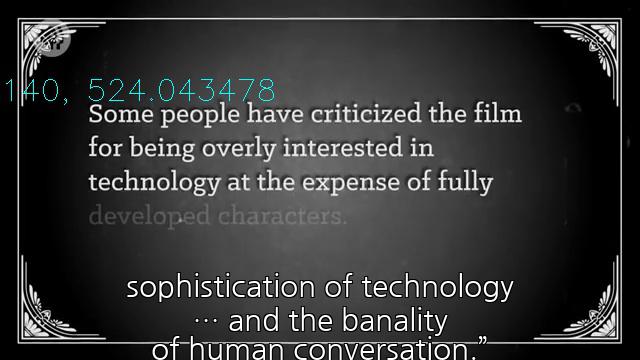 140, 524.043478
Some people have criticized the film
for being overly interested in
technology at the expense of fully
developed characters.
sophistication of technology
… and the banality
of human conversation.”